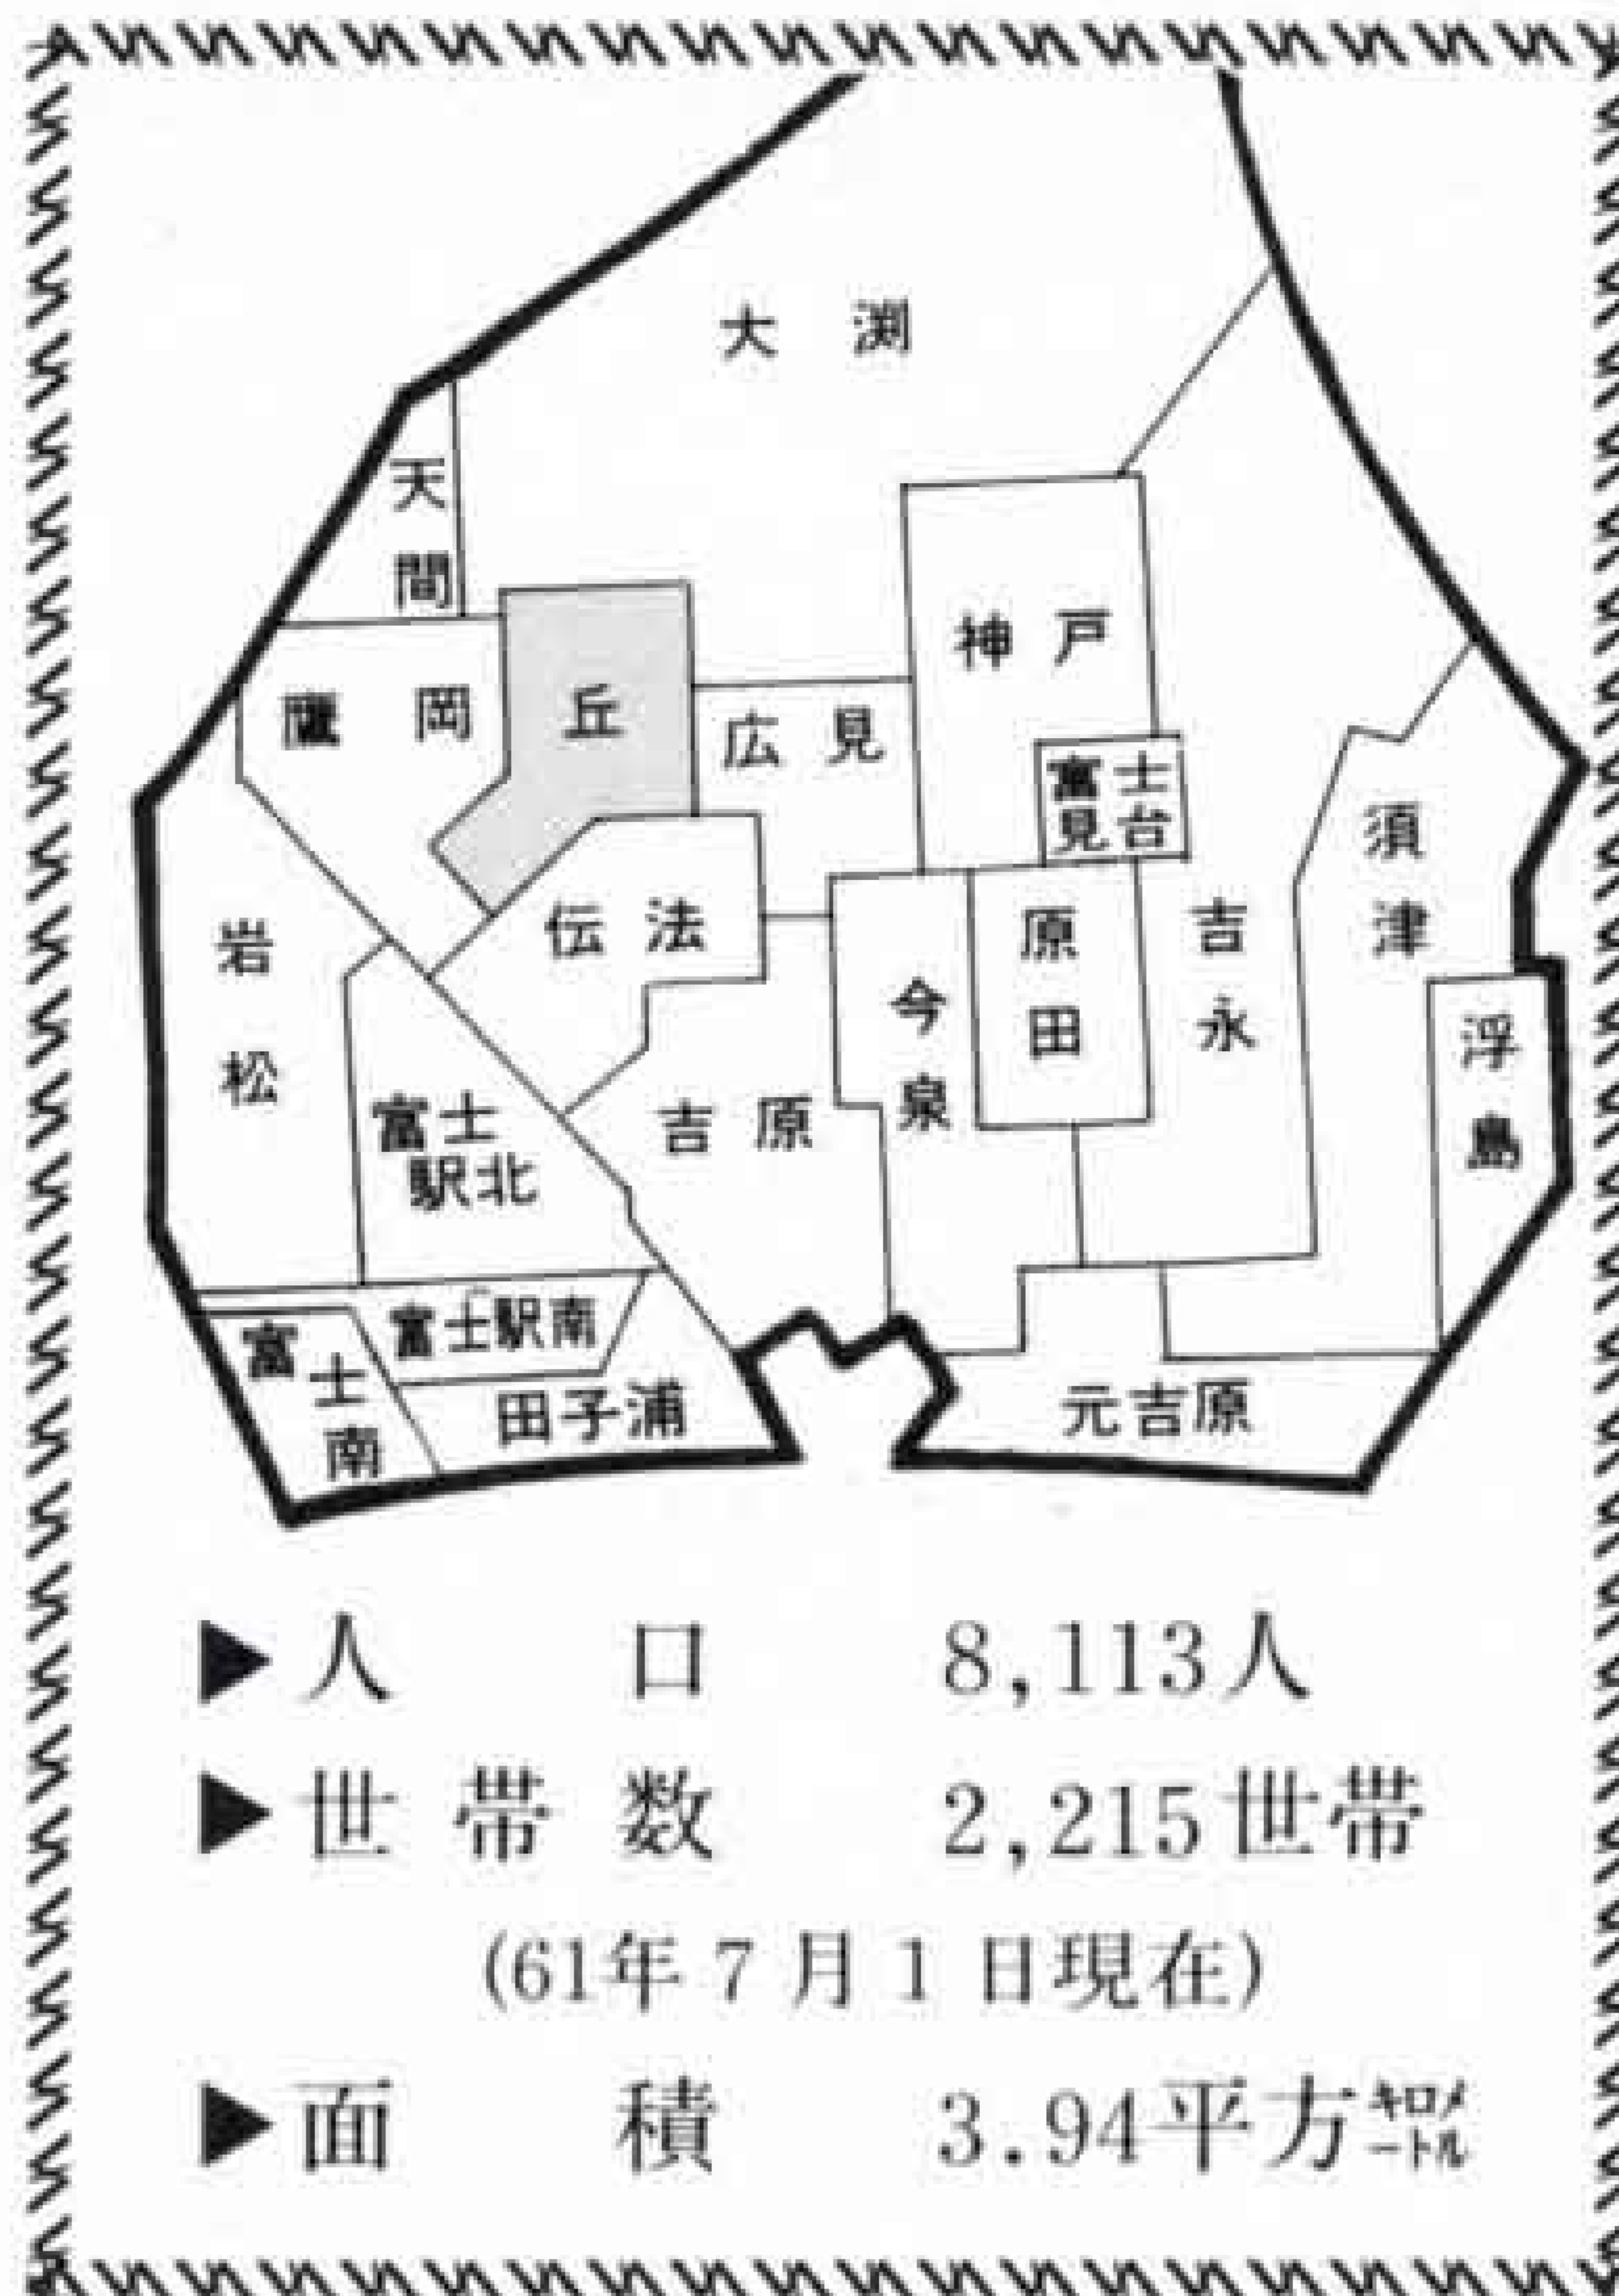 大渊
天間
神戸
鷹岡
丘
広見
富士
見台
須津
岩松
伝法
今泉
原田
吉永
浮島
富士
駅北
吉原
富士駅南
富士南
田子浦
元吉原
▶人口 8,113人
▶世帯数 2,215世帯
(61年7月1日現在)
▶面積 3.94平方キロメートル